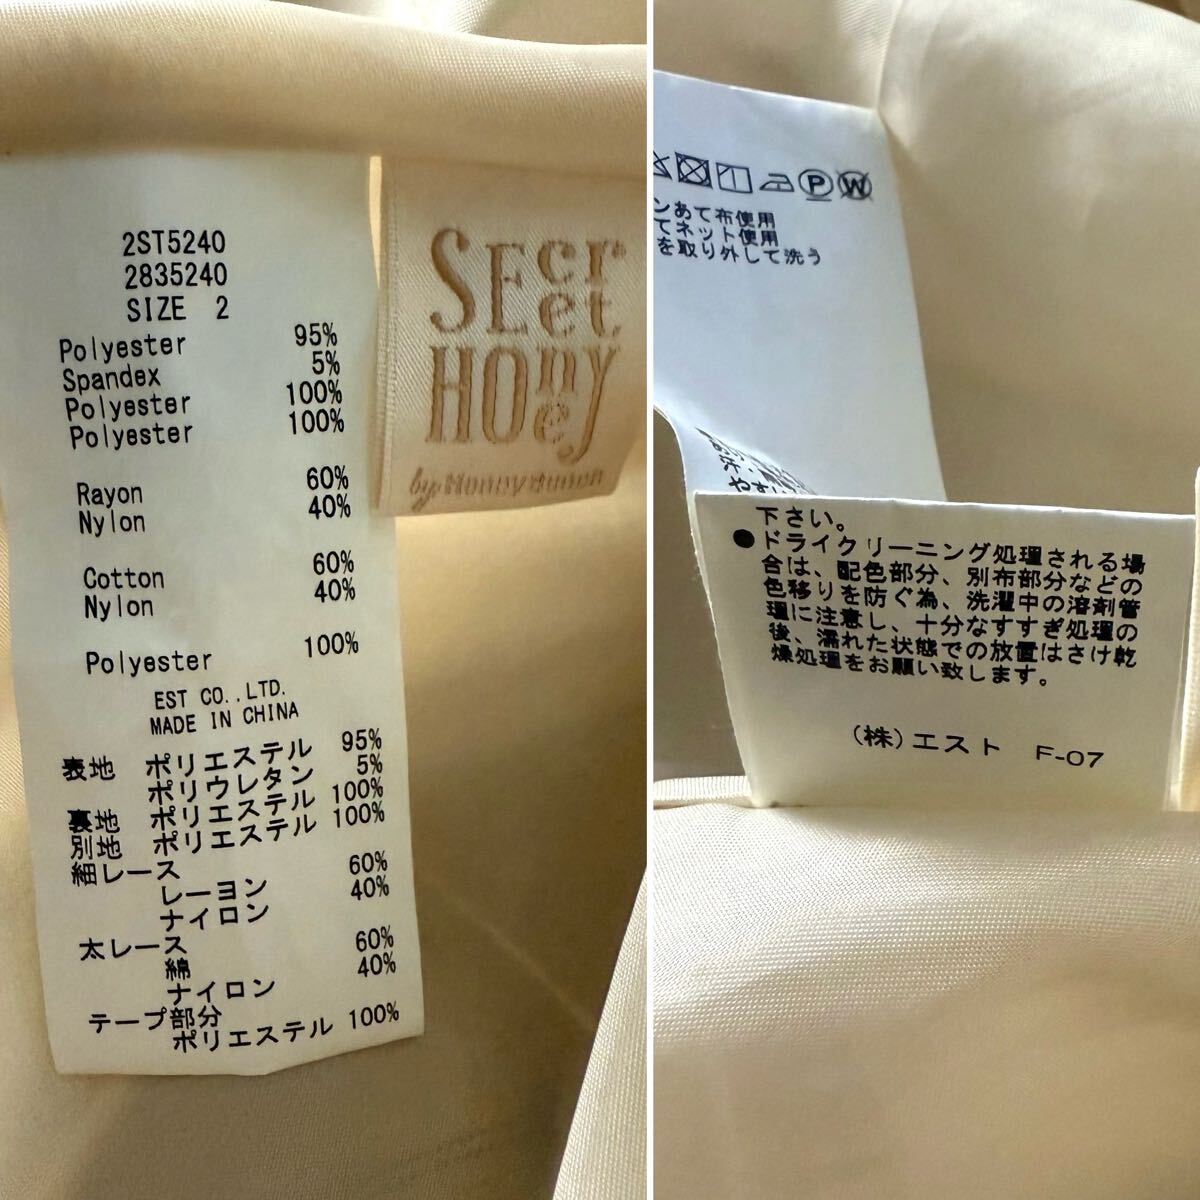 2ST5240
2835240
SIZE 2
Polyester 95%
Spandex 5%
Polyester 100%
Polyester 100%
Rayon 60%
Nylon 40%
Cotton 60%
Nylon 40%
Polyester 100%
EST CO.,LTD.
MADE IN CHINA
表地 ポリエステル 95%
ポリウレタン 5%
裏地 ポリエステル 100%
別地 ポリエステル 100%
細レース
レーヨン 60%
ナイロン 40%
太レース
綿 60%
ナイロン 40%
テープ部分
ポリエステル 100%
SEcret
HOney
by Honey Bunch
P W
ンあて布使用
てネット使用
を取り外して洗う
下さい。
●ドライクリーニング処理される場
合は、配色部分、別布部分などの
色移りを防ぐ為、洗濯中の溶剤管
理に注意し、十分なすすぎ処理の
後、濡れた状態での放置はさけ乾
燥処理をお願い致します。
(株)エスト F-07